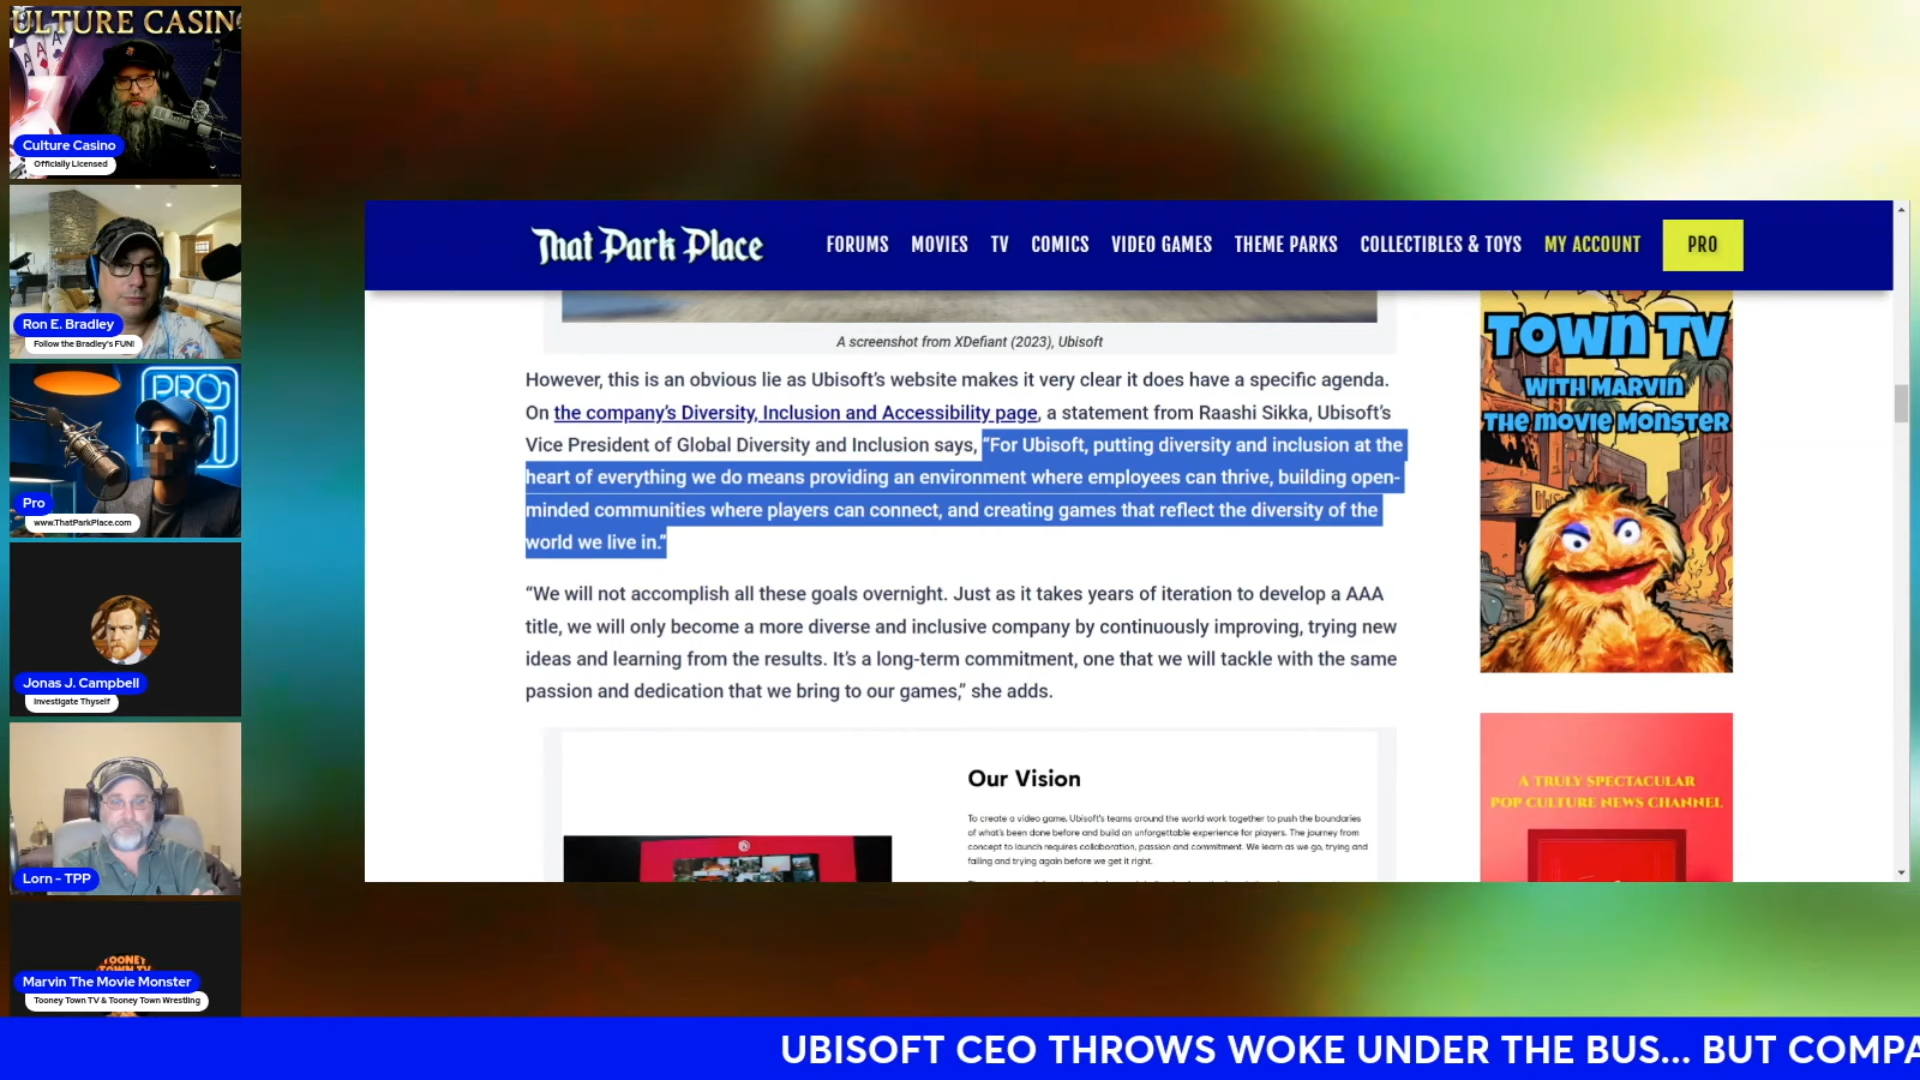 ULTURE CASIN
Culture Casino
Officially Licensed
Ron E. Bradley
Follow the Bradley's FUN!
PRO
Pro
www.ThatParkPlace.com
Jonas J. Campbell
Investigate Thyself
Lorn - TPP
TOONEY
TOWN TV
Marvin The Movie Monster
Tooney Town TV & Tooney Town Wrestling
That Park Place
FORUMS MOVIES TV COMICS VIDEO GAMES THEME PARKS COLLECTIBLES & TOYS MY ACCOUNT PRO
A screenshot from XDefiant (2023), Ubisoft
However, this is an obvious lie as Ubisoft's website makes it very clear it does have a specific agenda.
On the company's Diversity, Inclusion and Accessibility page, a statement from Raashi Sikka, Ubisoft's
Vice President of Global Diversity and Inclusion says, “For Ubisoft, putting diversity and inclusion at the
heart of everything we do means providing an environment where employees can thrive, building open-
minded communities where players can connect, and creating games that reflect the diversity of the
world we live in.”
“We will not accomplish all these goals overnight. Just as it takes years of iteration to develop a AAA
title, we will only become a more diverse and inclusive company by continuously improving, trying new
ideas and learning from the results. It's a long-term commitment, one that we will tackle with the same
passion and dedication that we bring to our games,” she adds.
Our Vision
To create a video game, Ubisoft's teams around the world work together to push the boundaries
of what's been done before and build an unforgettable experience for players. The journey from
concept to launch requires collaboration, passion and commitment. We learn as we go, trying and
failing and trying again before we get it right.
TOWN TV
WITH MARVIN
THE MOVIE MONSTER
A TRULY SPECTACULAR
POP CULTURE NEWS CHANNEL
UBISOFT CEO THROWS WOKE UNDER THE BUS... BUT COMPA